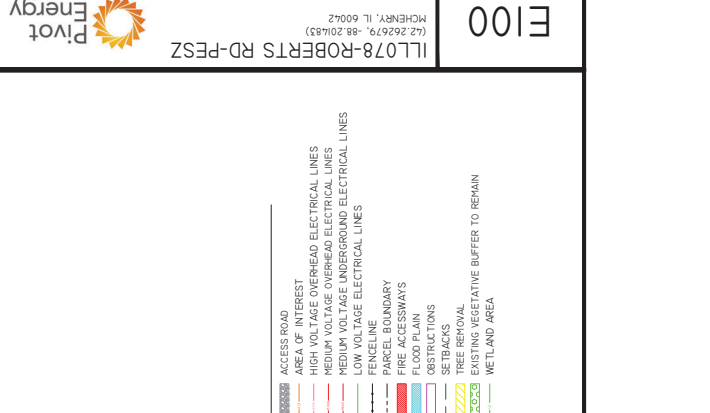 Pivot
Energy
ILL078-ROBERTS RD-PESZ
(42.262679, -88.201483)
MCHENRY, IL 60042
E100
ACCESS ROAD
AREA OF INTEREST
HIGH VOLTAGE OVERHEAD ELECTRICAL LINES
MEDIUM VOLTAGE OVERHEAD ELECTRICAL LINES
MEDIUM VOLTAGE UNDERGROUND ELECTRICAL LINES
LOW VOLTAGE ELECTRICAL LINES
FENCELINE
PARCEL BOUNDARY
FIRE ACCESSWAYS
FLOOD PLAIN
OBSTRUCTIONS
SETBACKS
TREE REMOVAL
EXISTING VEGETATIVE BUFFER TO REMAIN
WETLAND AREA